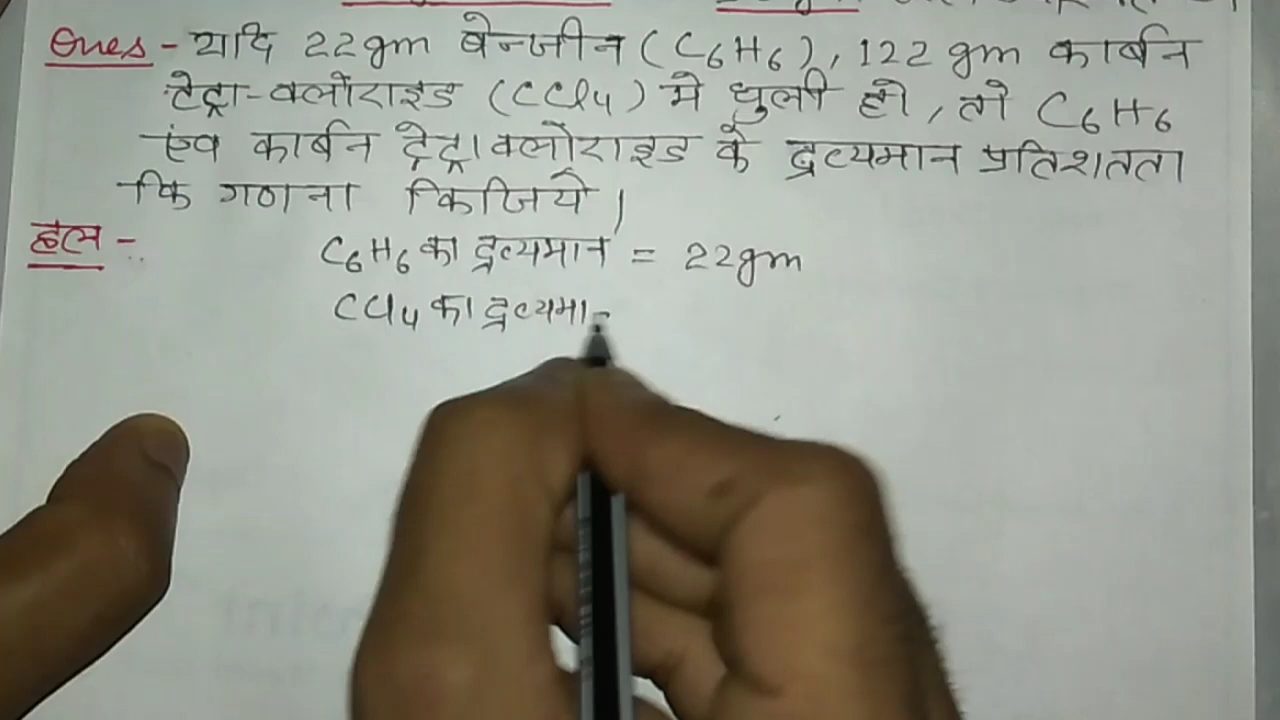 Ques - यदि 22gm बेन्जीन (C6H6), 122 gm कार्बन
टेट्रा-क्लोराइड (CCl4) मे धुली हो, तो C6H6
एंव कार्बन ट्रेट्रा क्लोराइड के द्रव्यमान प्रतिशतता
कि गणना किजिये।
हल -
C6H6 का द्रव्यमान = 22gm
CCl4 का द्रव्यमा